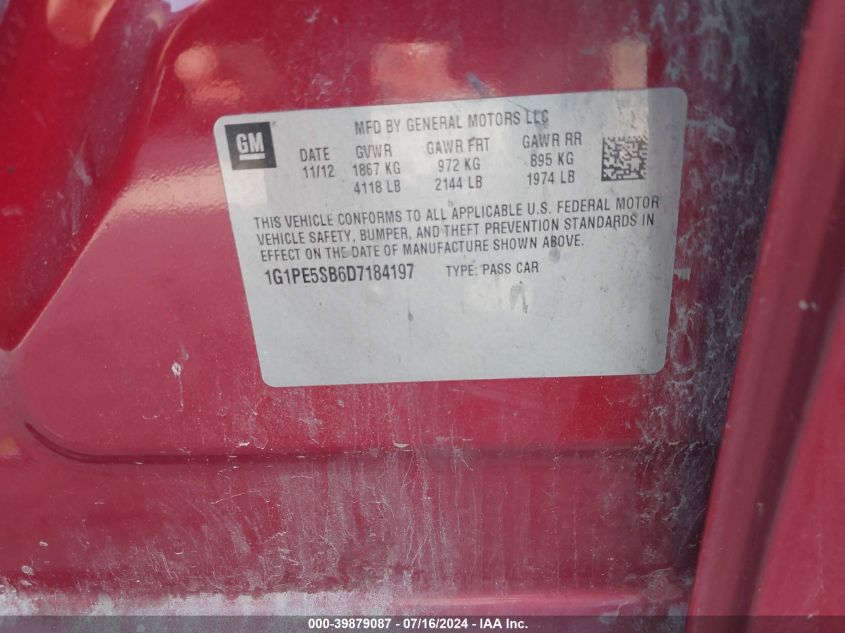 GM
MFD BY GENERAL MOTORS LLC
DATE GVWR GAWR FRT GAWR RR
11/12 1867 KG 972 KG 895 KG
4118 LB 2144 LB 1974 LB
THIS VEHICLE CONFORMS TO ALL APPLICABLE U.S. FEDERAL MOTOR
VEHICLE SAFETY, BUMPER, AND THEFT PREVENTION STANDARDS IN
EFFECT ON THE DATE OF MANUFACTURE SHOWN ABOVE.
1G1PE5SB6D7184197 TYPE: PASS CAR
000-39879087 - 07/16/2024 - IAA Inc.